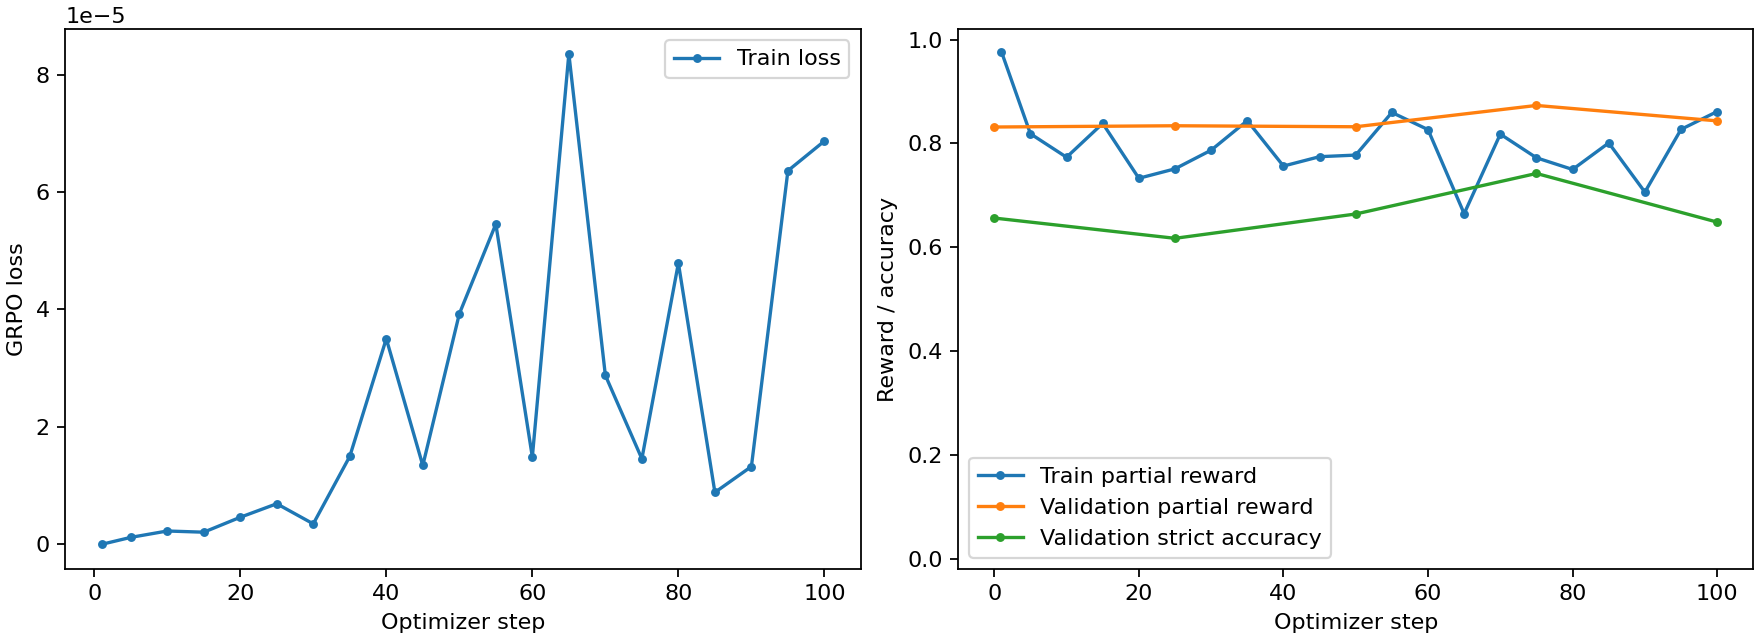 1e−5
Train loss
8
6
4
2
0
GRPO loss
0 20 40 60 80 100
Optimizer step
1.0
0.8
0.6
0.4
0.2
0.0
Reward / accuracy
Train partial reward
Validation partial reward
Validation strict accuracy
0 20 40 60 80 100
Optimizer step